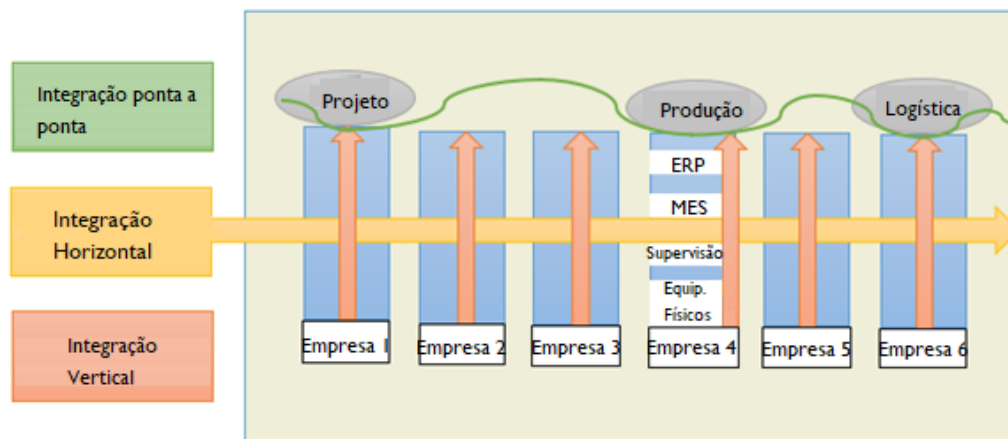 Integração ponta a
ponta
Integração
Horizontal
Integração
Vertical
Projeto
Produção
Logística
ERP
MES
Supervisão
Equip.
Físicos
Empresa 1
Empresa 2
Empresa 3
Empresa 4
Empresa 5
Empresa 6